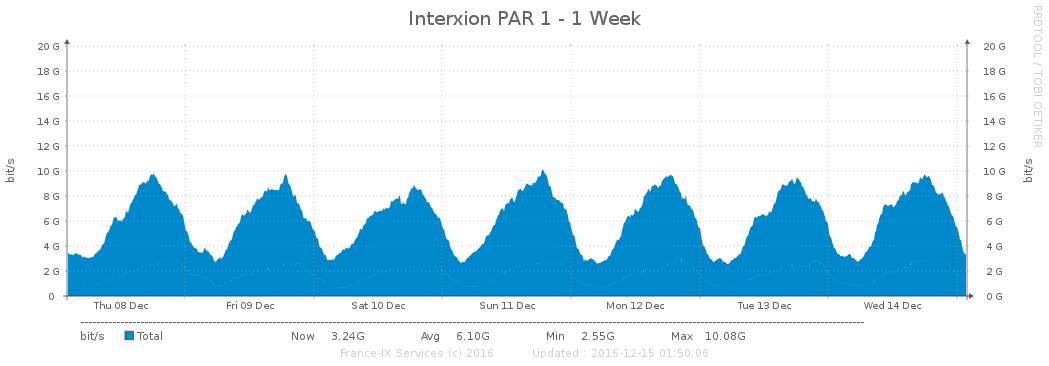 Interxion PAR 1 - 1 Week
RRDTOOL / TOBI OETIKER
20 G 20 G
18 G 18 G
16 G 16 G
14 G 14 G
12 G 12 G
10 G 10 G
8 G 8 G
6 G 6 G
4 G 4 G
2 G 2 G
0 0 G
bit/s
bit/s
Thu 08 Dec Fri 09 Dec Sat 10 Dec Sun 11 Dec Mon 12 Dec Tue 13 Dec Wed 14 Dec
bit/s Total Now 3.24G Avg 6.10G Min 2.55G Max 10.08G
France-IX Services (c) 2016 Updated : 2016-12-15 01:50:06